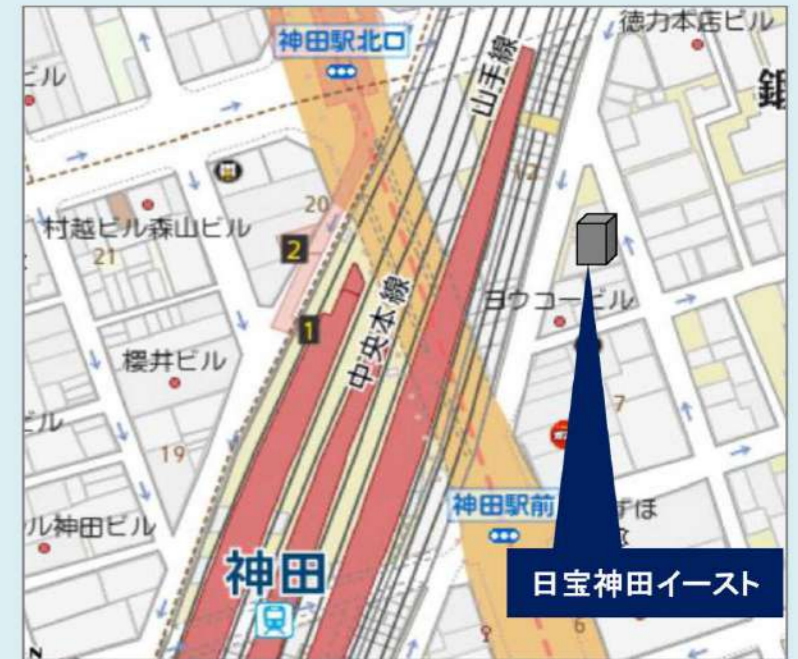 神田駅北口
徳力本店ビル
山手線
ビル
12
20
村越ビル
森山ビル
2
21
中央本線
ヨウコービル
1
櫻井ビル
7
ビル
19
神田駅前
ル神田ビル
ずほ
神田
日宝神田イースト
6